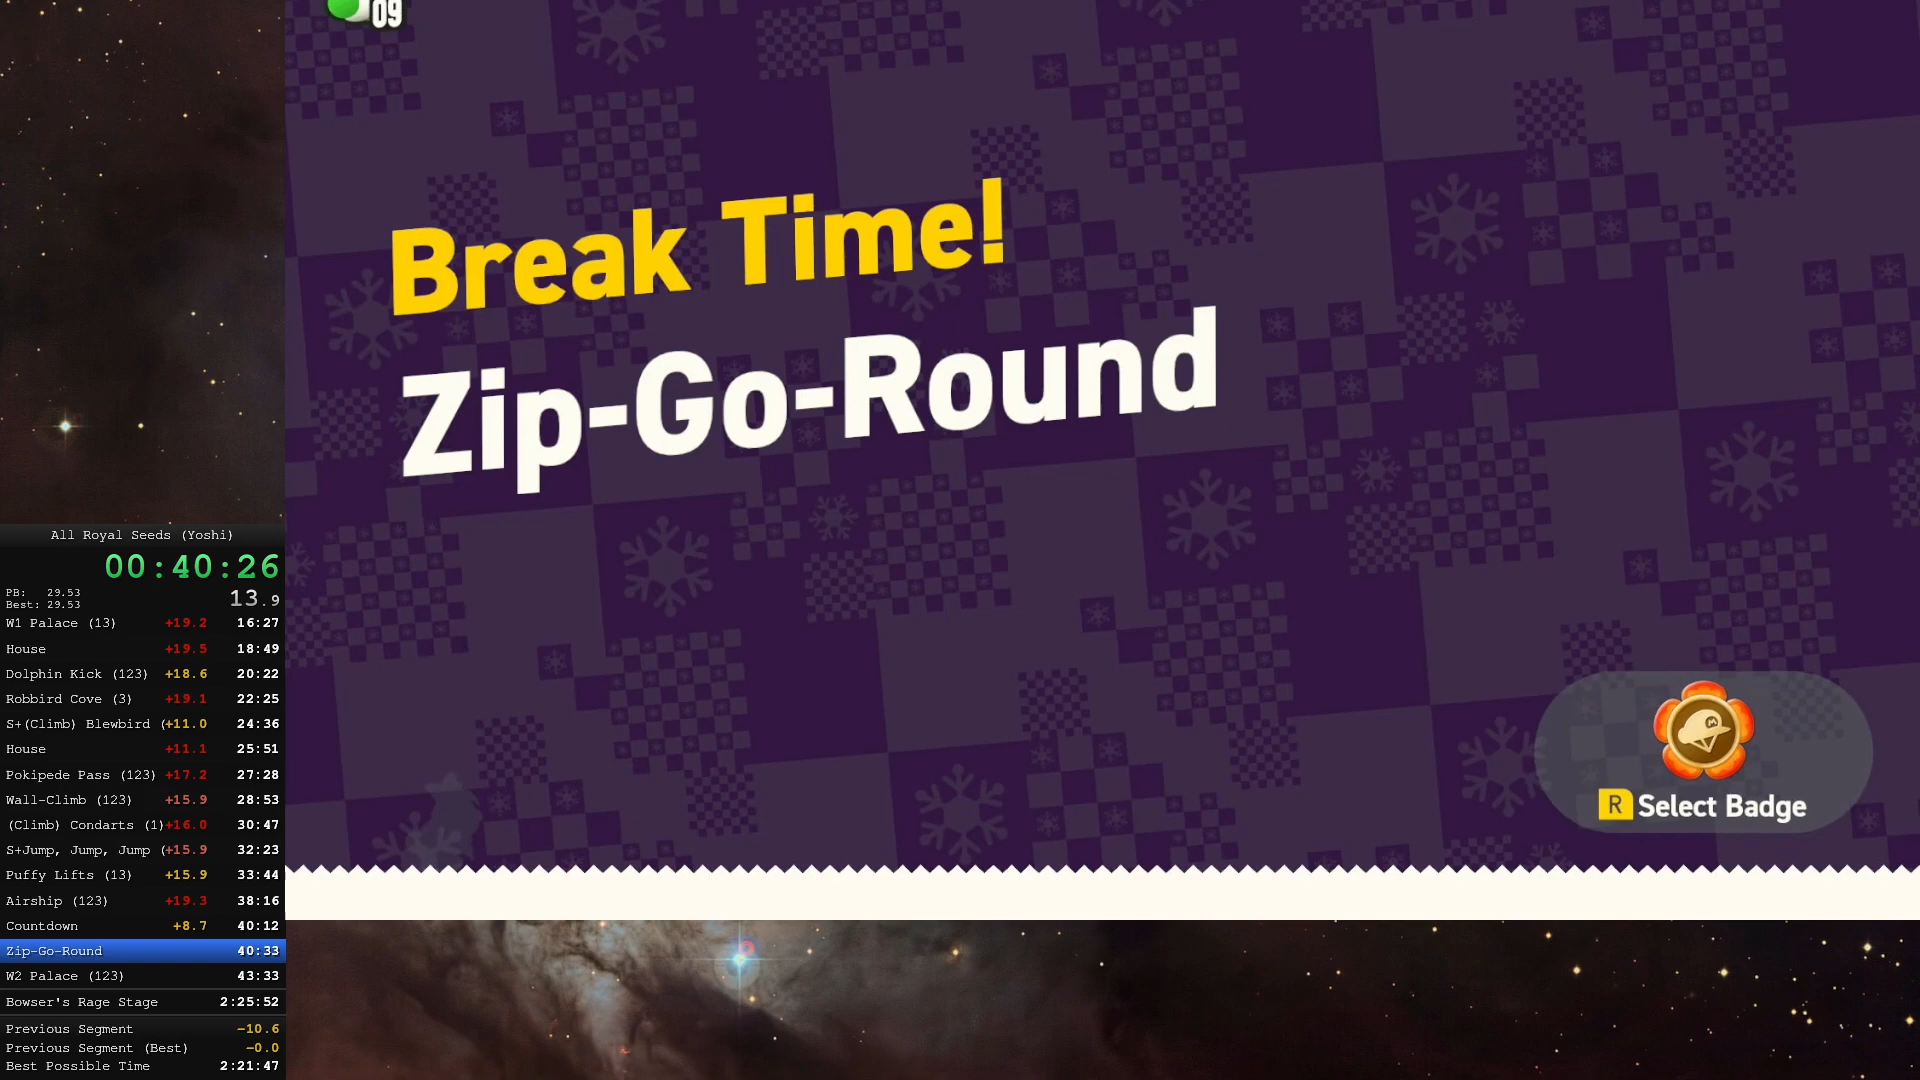 09
Break Time!
Zip-Go-Round
R Select Badge
All Royal Seeds (Yoshi)
00:40:26
PB: 29.53
Best: 29.53
13.9
W1 Palace (13) +19.2 16:27
House +19.5 18:49
Dolphin Kick (123) +18.6 20:22
Robbird Cove (3) +19.1 22:25
S+(Climb) Blewbird (+11.0 24:36
House +11.1 25:51
Pokipede Pass (123) +17.2 27:28
Wall-Climb (123) +15.9 28:53
(Climb) Condarts (1)+16.0 30:47
S+Jump, Jump, Jump (+15.9 32:23
Puffy Lifts (13) +15.9 33:44
Airship (123) +19.3 38:16
Countdown +8.7 40:12
Zip-Go-Round 40:33
W2 Palace (123) 43:33
Bowser's Rage Stage 2:25:52
Previous Segment −10.6
Previous Segment (Best) −0.0
Best Possible Time 2:21:47